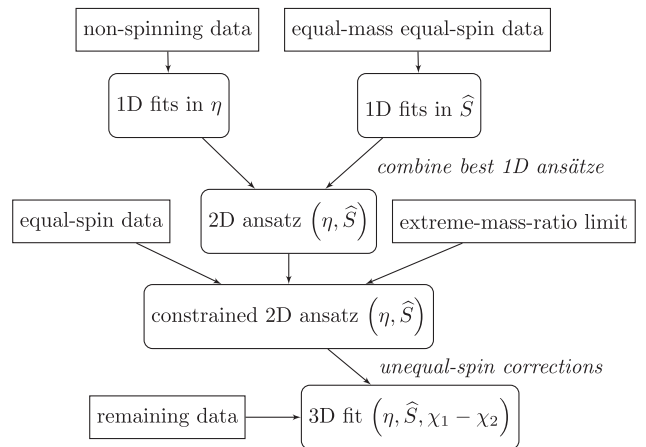 non-spinning data
equal-mass equal-spin data
1D fits in η
1D fits in Ŝ
combine best 1D ansätze
equal-spin data
2D ansatz (η, Ŝ)
extreme-mass-ratio limit
constrained 2D ansatz (η, Ŝ)
unequal-spin corrections
remaining data
3D fit (η, Ŝ, χ₁ − χ₂)